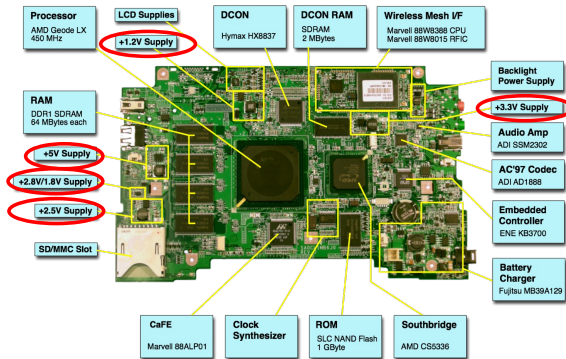 Processor
AMD Geode LX
450 MHz
LCD Supplies
+1.2V Supply
DCON
Hymax HX8837
DCON RAM
SDRAM
2 MBytes
Wireless Mesh I/F
Marvell 88W8388 CPU
Marvell 88W8015 RFIC
Backlight
Power Supply
+3.3V Supply
RAM
DDR1 SDRAM
64 MBytes each
Audio Amp
ADI SSM2302
+5V Supply
AC'97 Codec
ADI AD1888
+2.8V/1.8V Supply
+2.5V Supply
Embedded
Controller
ENE KB3700
SD/MMC Slot
Battery
Charger
Fujitsu MB39A129
CaFE
Marvell 88ALP01
Clock
Synthesizer
ROM
SLC NAND Flash
1 GByte
Southbridge
AMD CS5336